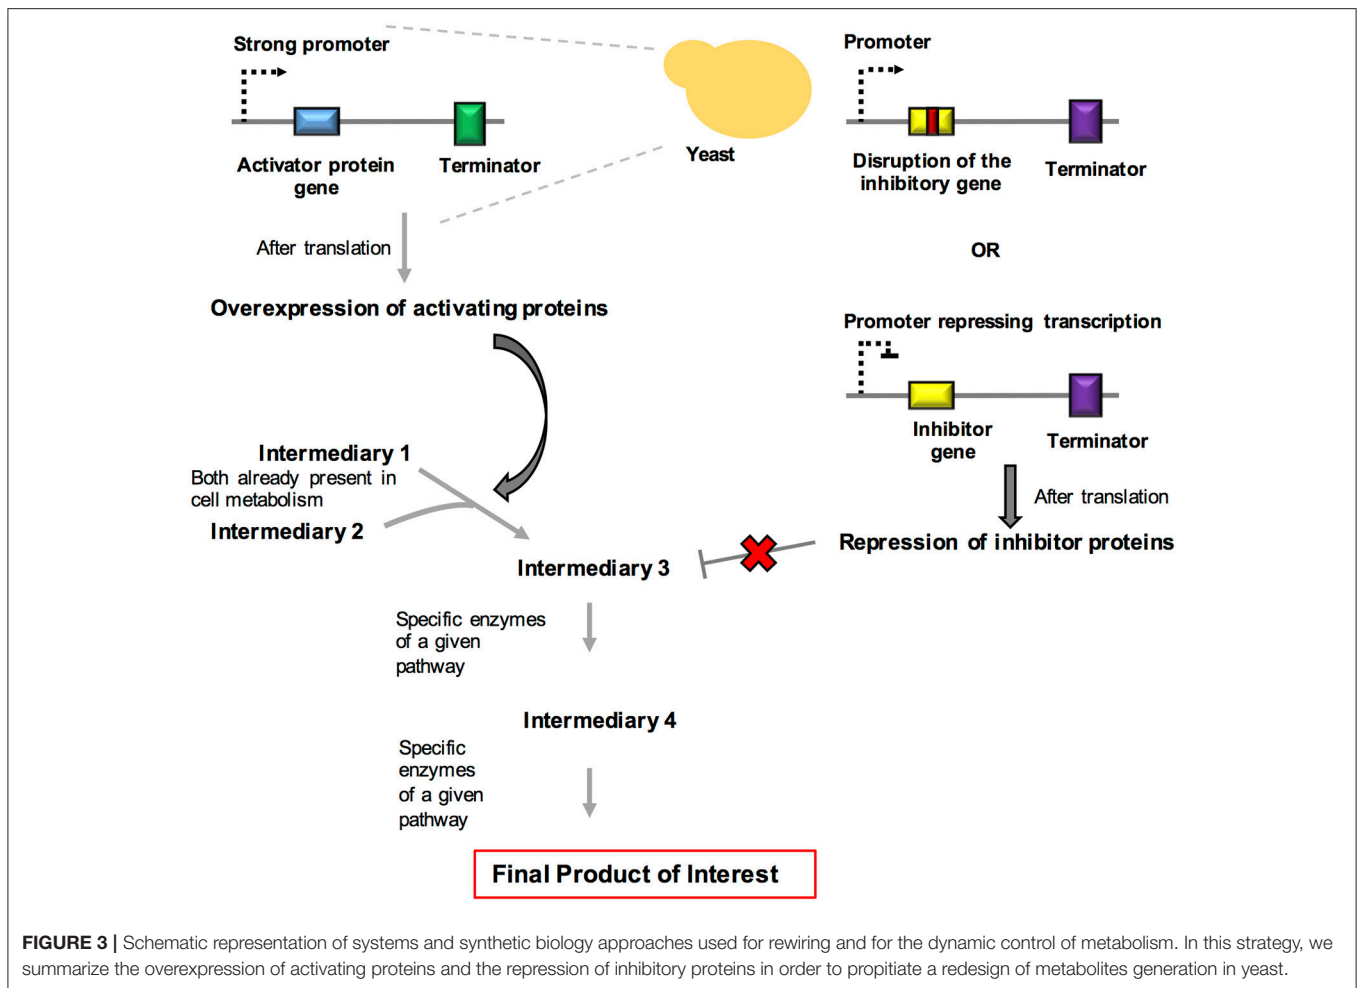 Strong promoter
Activator protein
gene
Terminator
Yeast
Promoter
Disruption of the
inhibitory gene
Terminator
After translation
OR
Overexpression of activating proteins
Promoter repressing transcription
Inhibitor
gene
Terminator
After translation
Repression of inhibitor proteins
Intermediary 1
Both already present in
cell metabolism
Intermediary 2
Intermediary 3
Specific enzymes
of a given
pathway
Intermediary 4
Specific
enzymes
of a given
pathway
Final Product of Interest
FIGURE 3 | Schematic representation of systems and synthetic biology approaches used for rewiring and for the dynamic control of metabolism. In this strategy, we
summarize the overexpression of activating proteins and the repression of inhibitory proteins in order to propitiate a redesign of metabolites generation in yeast.